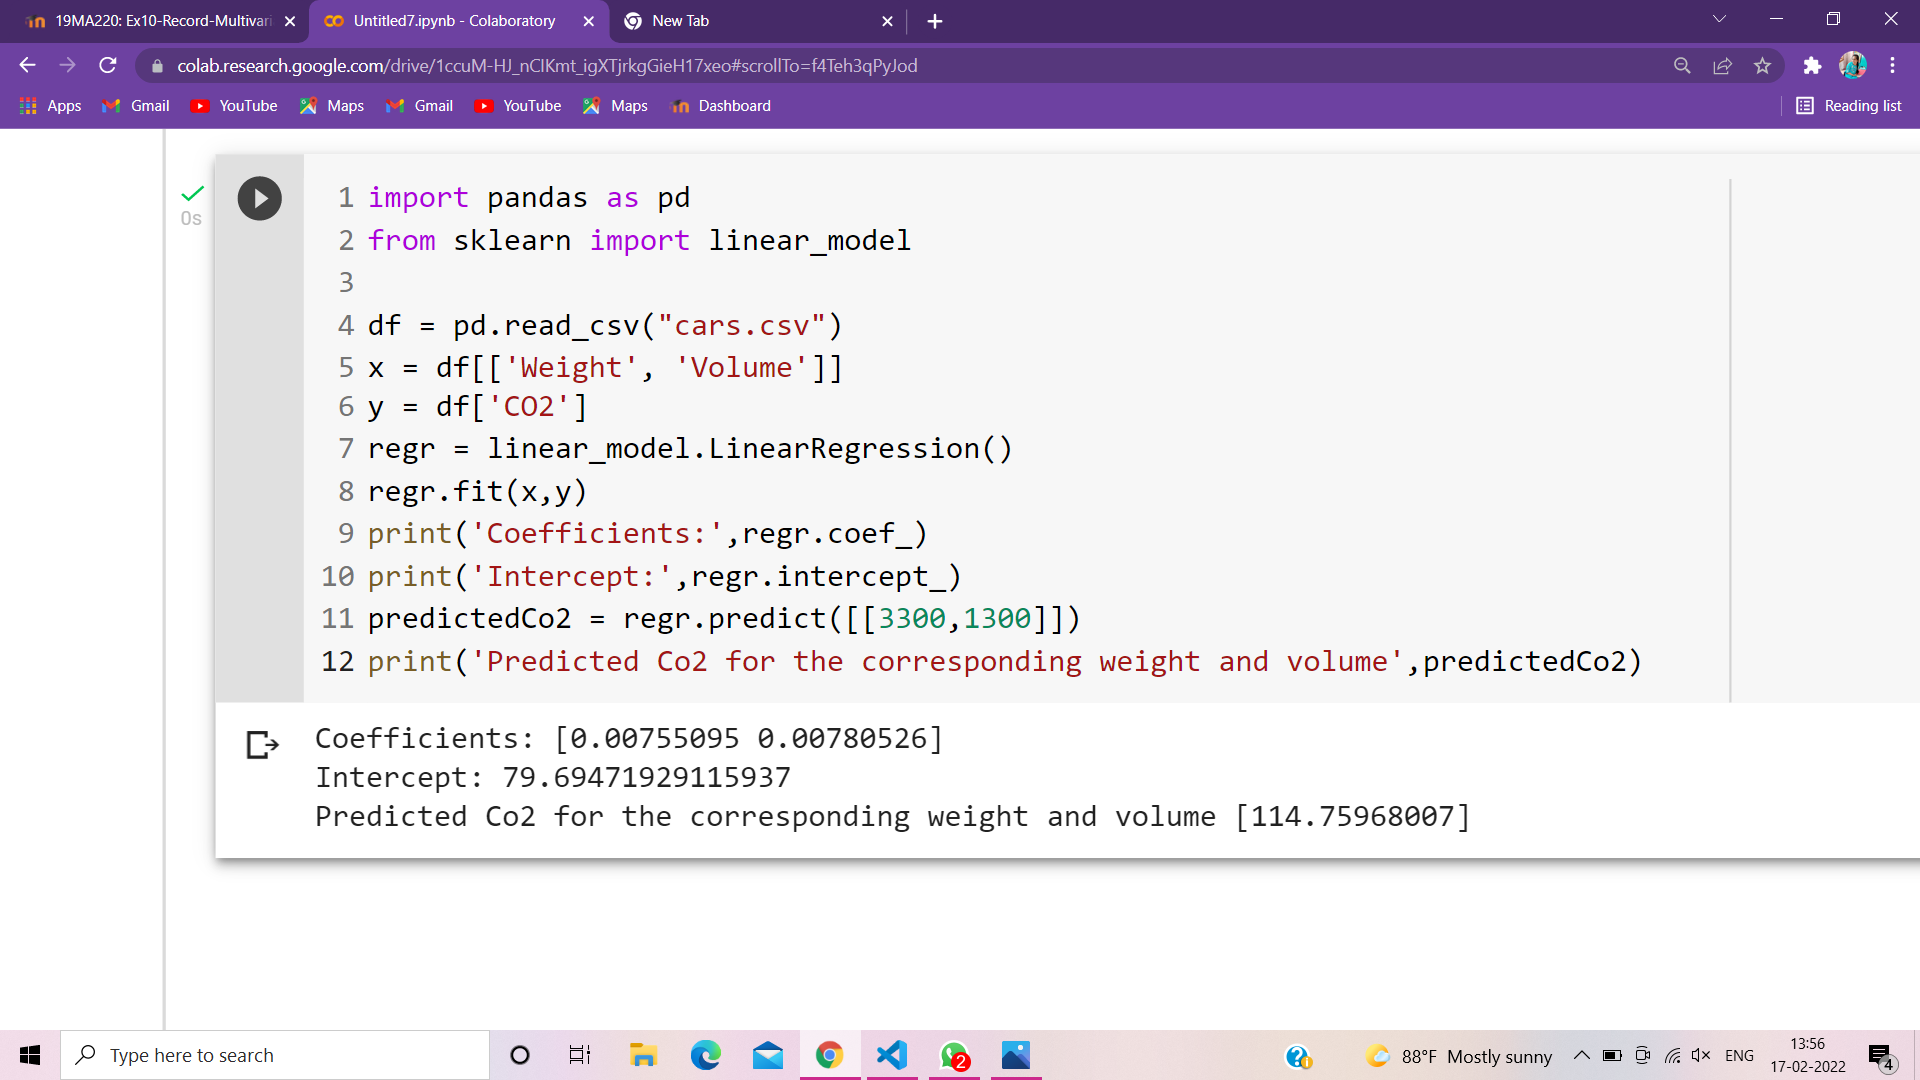 19MA220: Ex10-Record-Multivari
Untitled7.ipynb - Colaboratory
New Tab
colab.research.google.com/drive/1ccuM-HJ_nClKmt_igXTjrkgGieH17xeo#scrollTo=f4Teh3qPyJod
Apps Gmail YouTube Maps Gmail YouTube Maps Dashboard Reading list
0s
1 import pandas as pd
2 from sklearn import linear_model
3
4 df = pd.read_csv("cars.csv")
5 x = df[['Weight', 'Volume']]
6 y = df['CO2']
7 regr = linear_model.LinearRegression()
8 regr.fit(x,y)
9 print('Coefficients:',regr.coef_)
10 print('Intercept:',regr.intercept_)
11 predictedCo2 = regr.predict([[3300,1300]])
12 print('Predicted Co2 for the corresponding weight and volume',predictedCo2)
Coefficients: [0.00755095 0.00780526]
Intercept: 79.69471929115937
Predicted Co2 for the corresponding weight and volume [114.75968007]
Type here to search
2
88°F Mostly sunny
ENG
13:56
17-02-2022
4